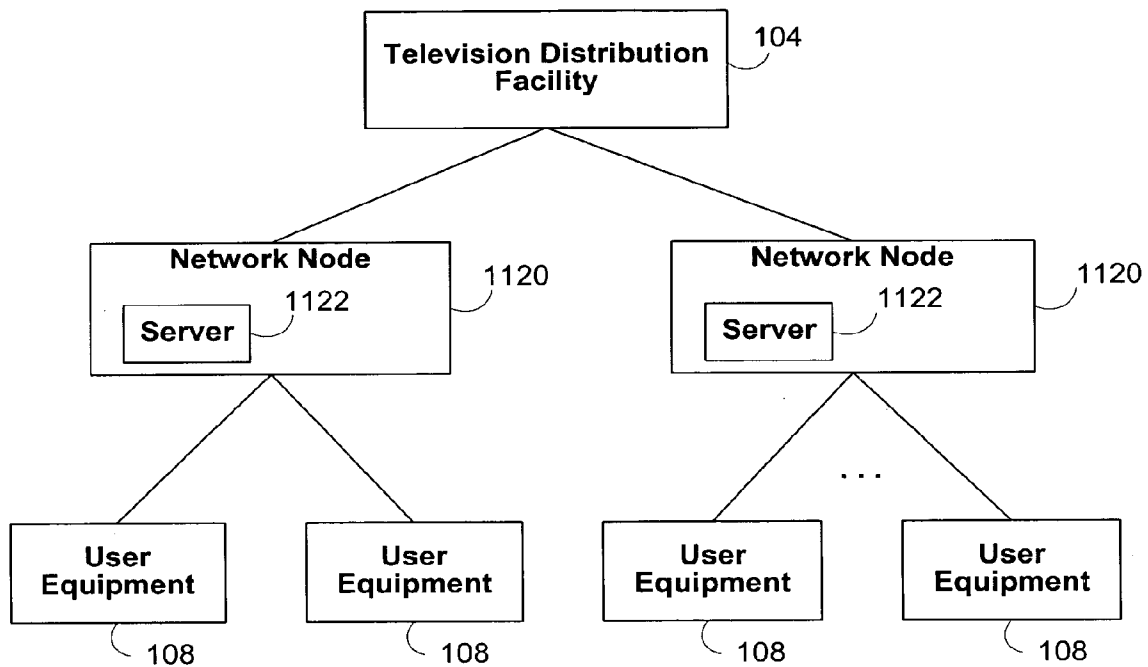 Television Distribution
Facility
104
Network Node
1120
Server
1122
Network Node
1120
Server
1122
. . .
User
Equipment
108
User
Equipment
108
User
Equipment
108
User
Equipment
108